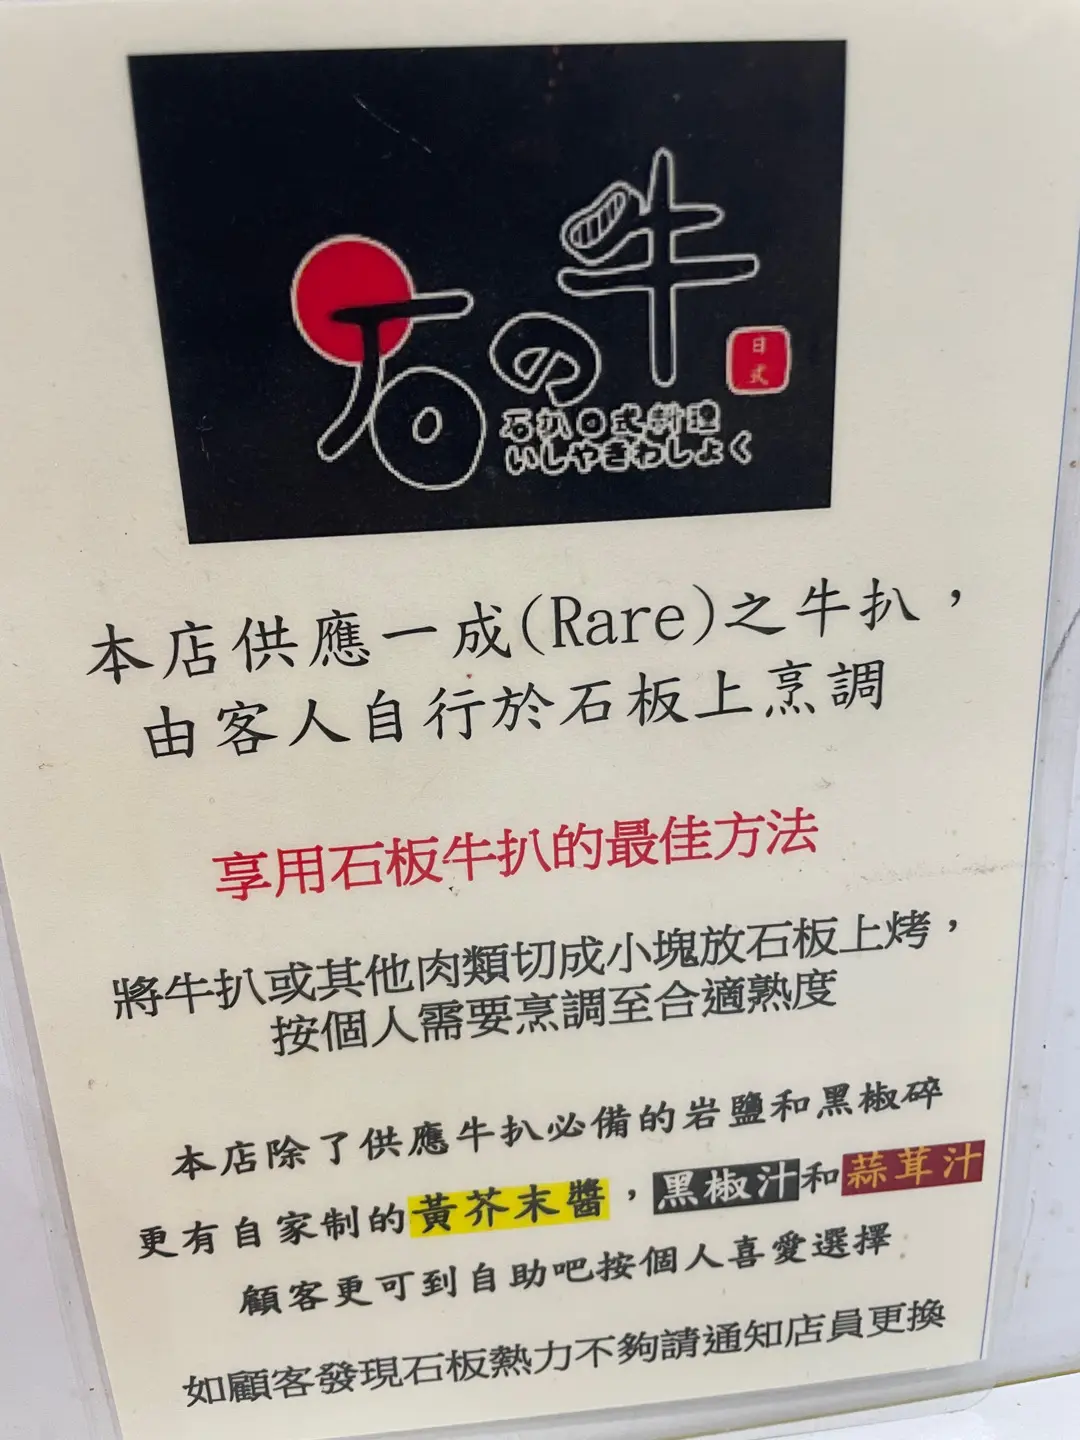 石の牛
日式
石扒日式料理
いしやきわしょく
本店供應一成(Rare)之牛扒，
由客人自行於石板上烹調
享用石板牛扒的最佳方法
將牛扒或其他肉類切成小塊放石板上烤，
按個人需要烹調至合適熟度
本店除了供應牛扒必備的岩鹽和黑椒碎
更有自家制的黃芥末醬，黑椒汁和蒜茸汁
顧客更可到自助吧按個人喜愛選擇
如顧客發現石板熱力不夠請通知店員更換